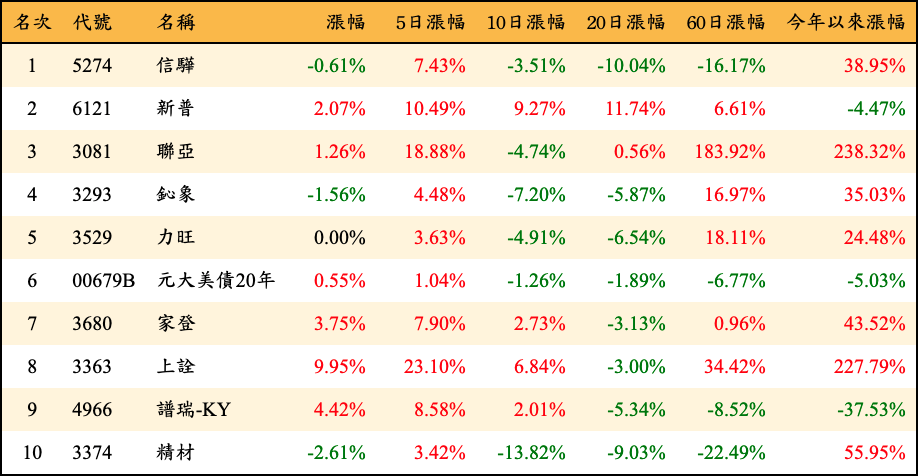 名次 代號 名稱 漲幅 5日漲幅 10日漲幅 20日漲幅 60日漲幅 今年以來漲幅
1 5274 信驊 -0.61% 7.43% -3.51% -10.04% -16.17% 38.95%
2 6121 新普 2.07% 10.49% 9.27% 11.74% 6.61% -4.47%
3 3081 聯亞 1.26% 18.88% -4.74% 0.56% 183.92% 238.32%
4 3293 鈊象 -1.56% 4.48% -7.20% -5.87% 16.97% 35.03%
5 3529 力旺 0.00% 3.63% -4.91% -6.54% 18.11% 24.48%
6 00679B 元大美債20年 0.55% 1.04% -1.26% -1.89% -6.77% -5.03%
7 3680 家登 3.75% 7.90% 2.73% -3.13% 0.96% 43.52%
8 3363 上詮 9.95% 23.10% 6.84% -3.00% 34.42% 227.79%
9 4966 譜瑞-KY 4.42% 8.58% 2.01% -5.34% -8.52% -37.53%
10 3374 精材 -2.61% 3.42% -13.82% -9.03% -22.49% 55.95%